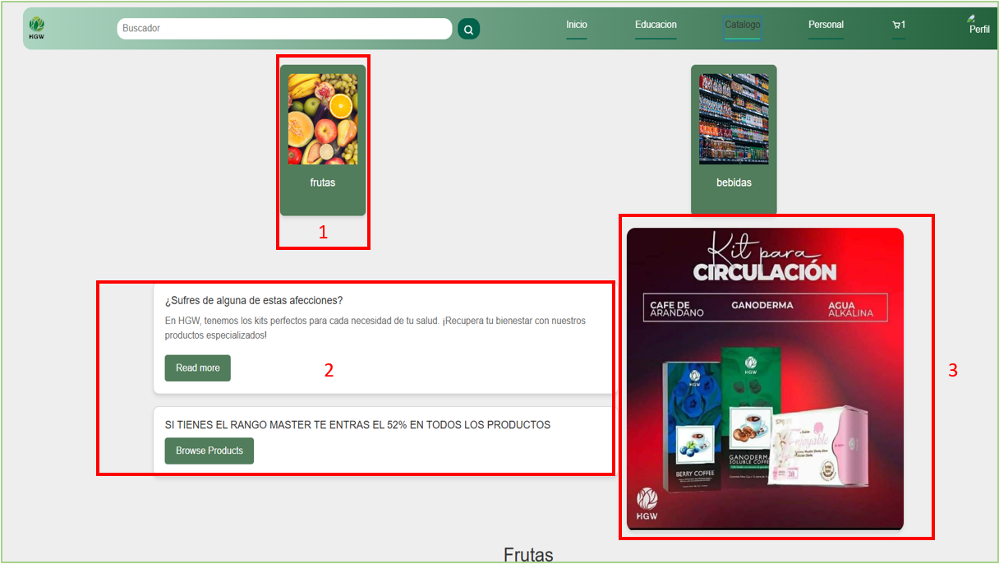 HGW
Buscador
Inicio
Educacion
Catalogo
Personal
1
Perfil
frutas
bebidas
1
¿Sufres de alguna de estas afecciones?
En HGW, tenemos los kits perfectos para cada necesidad de tu salud. ¡Recupera tu bienestar con nuestros
productos especializados!
Read more
2
SI TIENES EL RANGO MASTER TE ENTRAS EL 52% EN TODOS LOS PRODUCTOS
Browse Products
Kit para
CIRCULACIÓN
CAFE DE
ARANDANO
GANODERMA
AGUA
ALKALINA
HGW
BERRY COFFEE
HGW
GANODERMA
SOLUBLE COFFEE
Enjoyable
HGW
3
Frutas